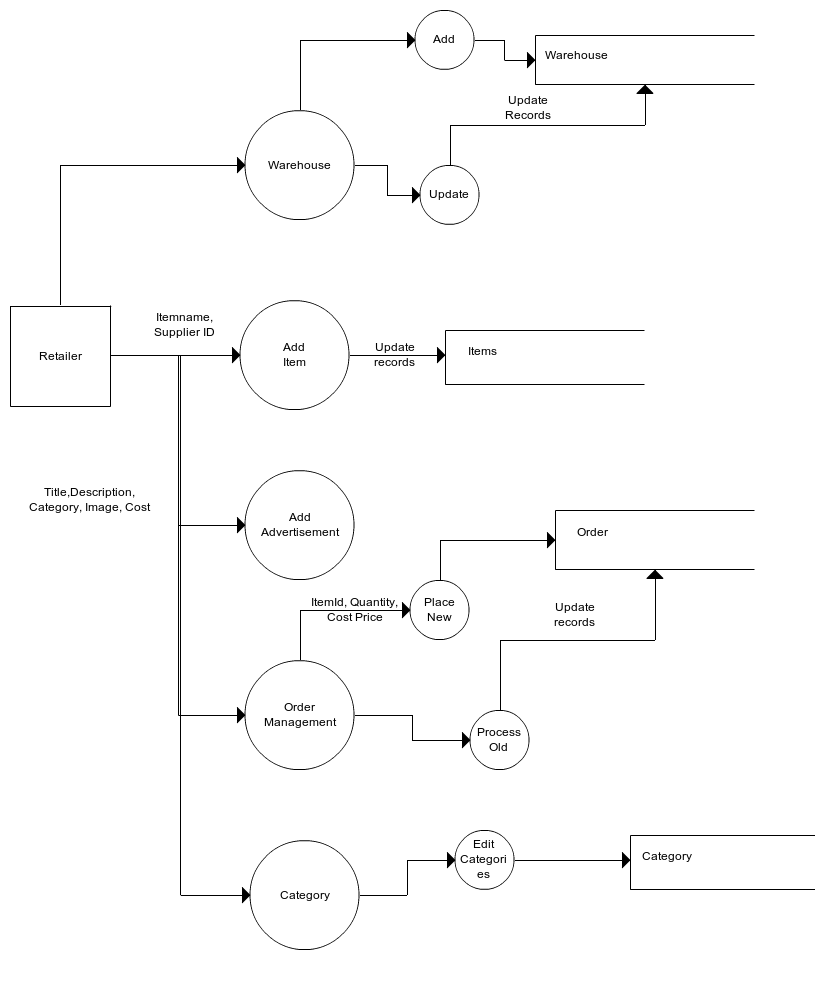 Add
Warehouse
Update
Records
Warehouse
Update
Itemname,
Supplier ID
Retailer
Add
Item
Update
records
Items
Title,Description,
Category, Image, Cost
Add
Advertisement
Order
ItemId, Quantity,
Cost Price
Place
New
Update
records
Order
Management
Process
Old
Edit
Categori
es
Category
Category